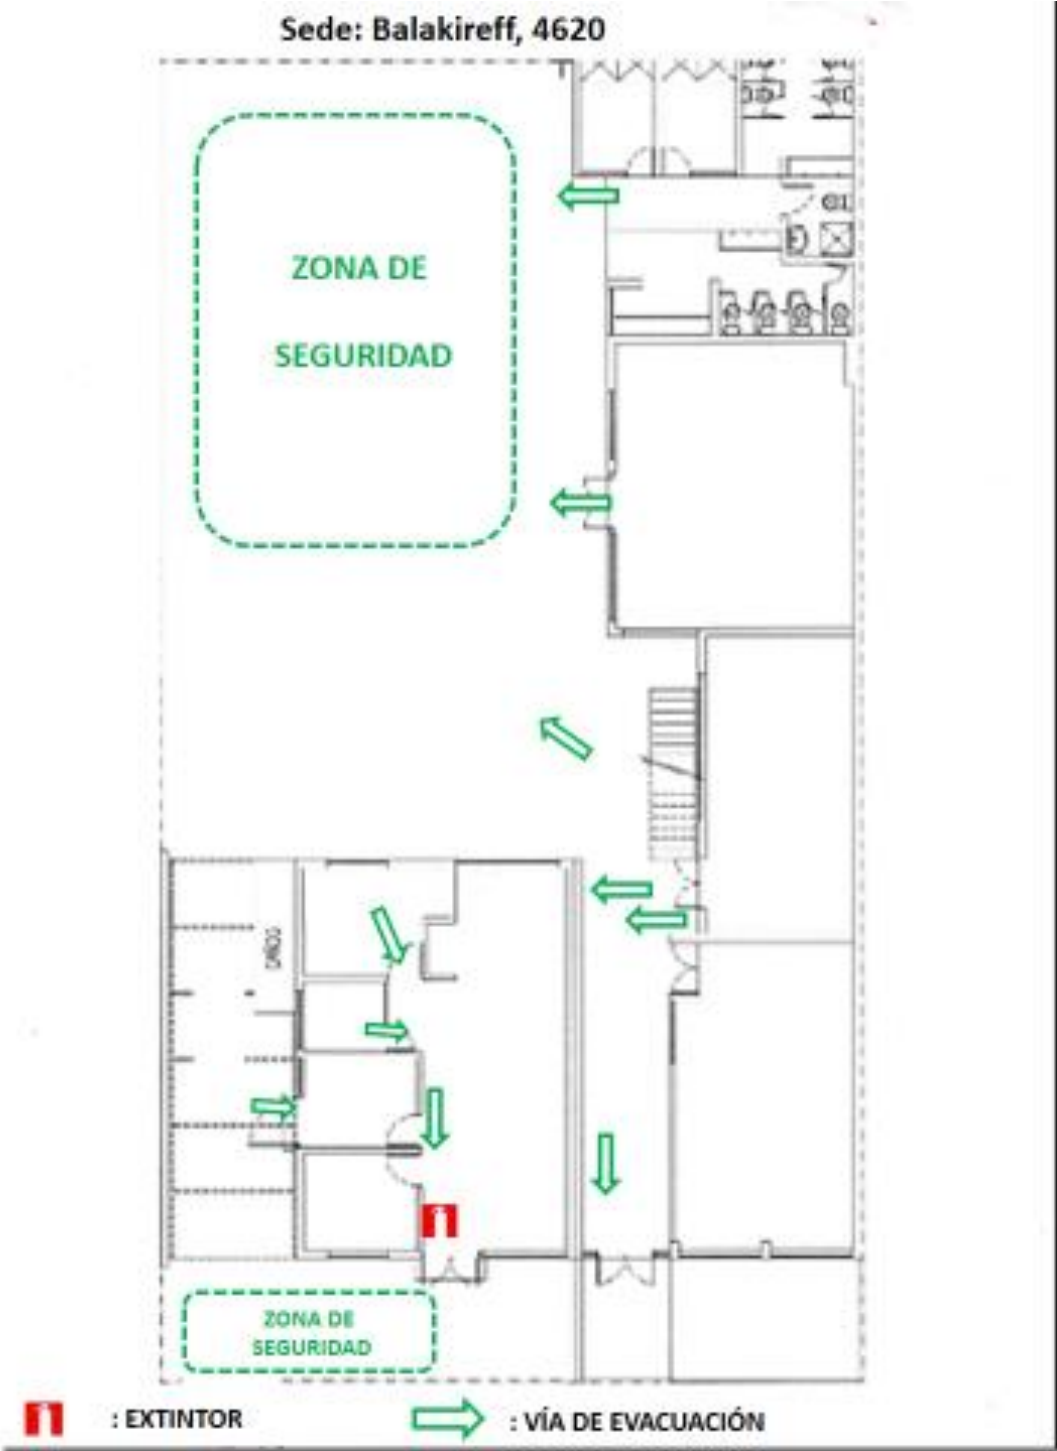 Sede: Balakireff, 4620
ZONA DE
SEGURIDAD
ZONA DE
SEGURIDAD
: EXTINTOR
: VÍA DE EVACUACIÓN